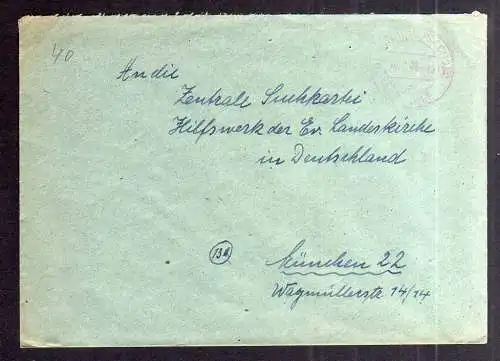 40
An die
Zentrale Suchkartei
Hilfswerk der Ev. Landeskirche
in Deutschland
(13b)
München 22
Wagmüllerstr 14/14